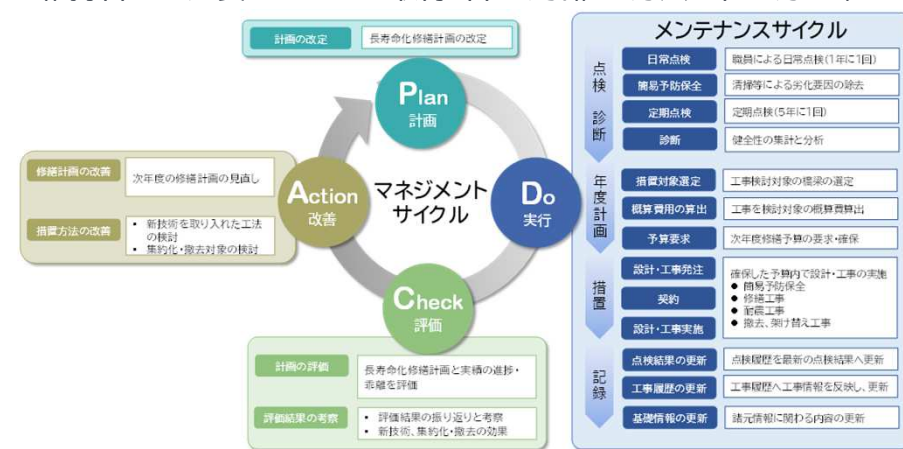 計画の改定
長寿命化修繕計画の改定
Plan
計画
修繕計画の改善
次年度の修繕計画の見直し
措置方法の改善
• 新技術を取り入れた工法
の検討
• 集約化・撤去対象の検討
Action
改善
マネジメント
サイクル
Do
実行
Check
評価
計画の評価
長寿命化修繕計画と実績の進捗・
乖離を評価
評価結果の考察
• 評価結果の振り返りと考察
• 新技術、集約化・撤去の効果
メンテナンスサイクル
点検 診断
日常点検
職員による日常点検(1年に1回)
簡易予防保全
清掃等による劣化要因の除去
定期点検
定期点検(5年に1回)
診断
健全性の集計と分析
年度計画
措置対象選定
工事検討対象の橋梁の選定
概算費用の算出
工事を検討対象の概算費算出
予算要求
次年度修繕予算の要求・確保
措置
設計・工事発注
契約
設計・工事実施
確保した予算内で設計・工事の実施
● 簡易予防保全
● 修繕工事
● 耐震工事
● 撤去、架け替え工事
記録
点検結果の更新
点検履歴を最新の点検結果へ更新
工事履歴の更新
工事履歴へ工事情報を反映し、更新
基礎情報の更新
諸元情報に関わる内容の更新